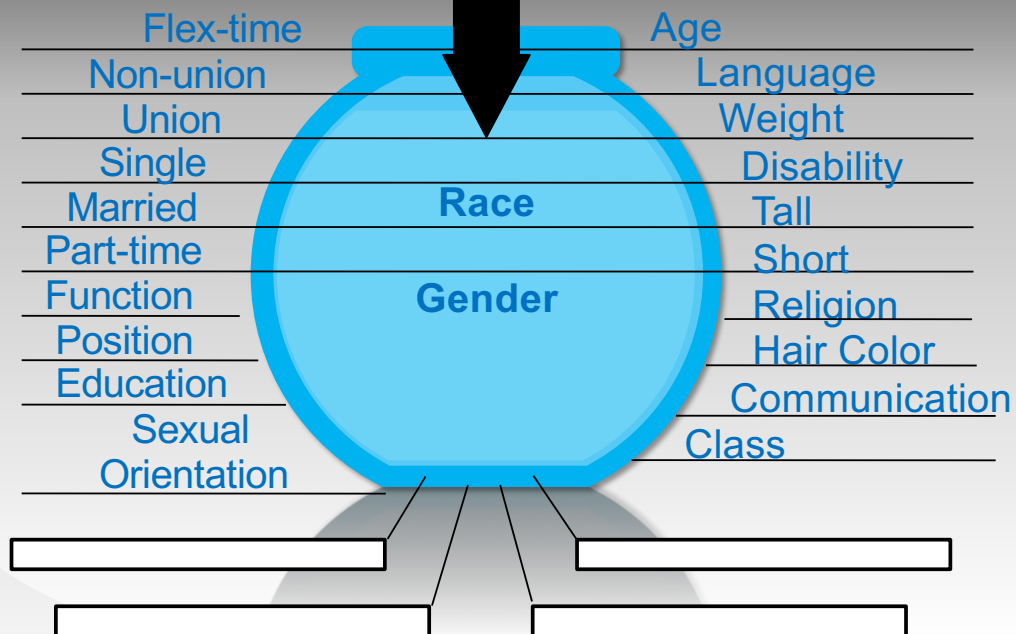 Flex-time
Non-union
Union
Single
Married
Part-time
Function
Position
Education
Sexual
Orientation
Race
Gender
Age
Language
Weight
Disability
Tall
Short
Religion
Hair Color
Communication
Class